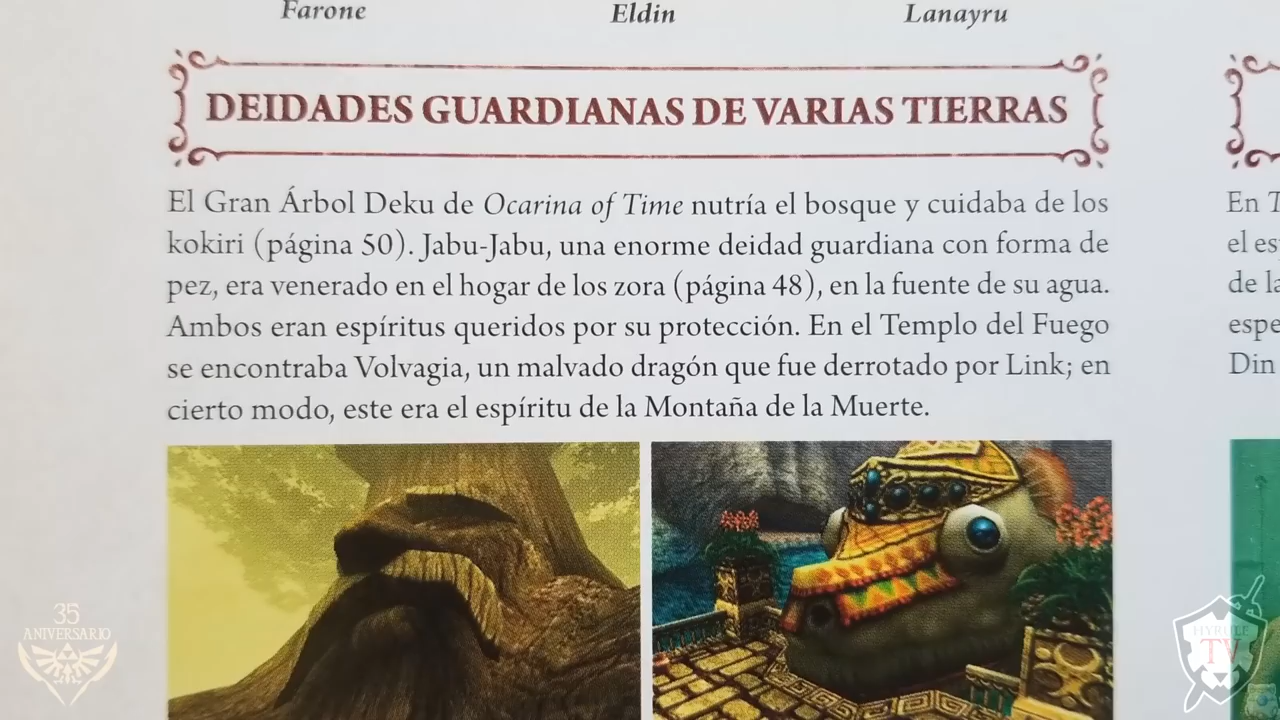 Farone
Eldin
Lanayru
DEIDADES GUARDIANAS DE VARIAS TIERRAS
El Gran Árbol Deku de Ocarina of Time nutría el bosque y cuidaba de los
kokiri (página 50). Jabu-Jabu, una enorme deidad guardiana con forma de
pez, era venerado en el hogar de los zora (página 48), en la fuente de su agua.
Ambos eran espíritus queridos por su protección. En el Templo del Fuego
se encontraba Volvagia, un malvado dragón que fue derrotado por Link; en
cierto modo, este era el espíritu de la Montaña de la Muerte.
En
el
de
Din
35
ANIVERSARIO
HYRULE
TV